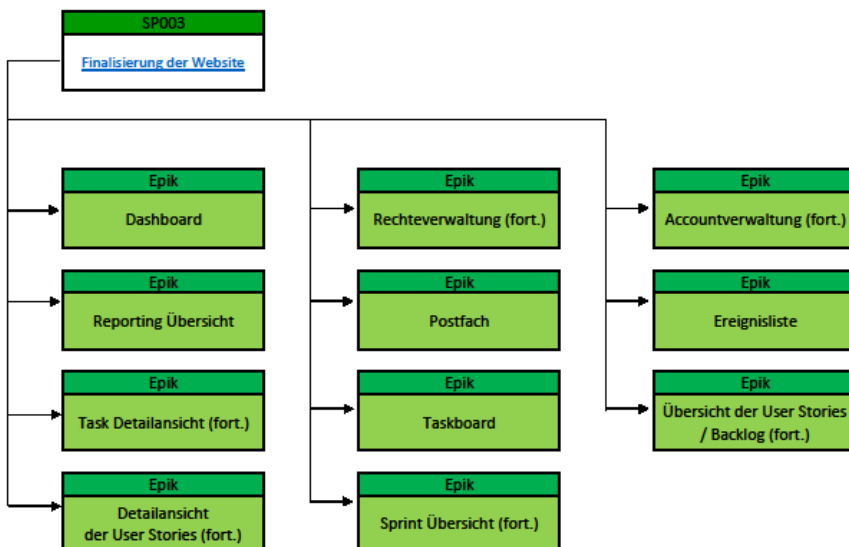 SP003
Finalisierung der Website
Epik
Dashboard
Epik
Rechteverwaltung (fort.)
Epik
Accountverwaltung (fort.)
Epik
Reporting Übersicht
Epik
Postfach
Epik
Ereignisliste
Epik
Task Detailansicht (fort.)
Epik
Taskboard
Epik
Übersicht der User Stories
/ Backlog (fort.)
Epik
Detailansicht
der User Stories (fort.)
Epik
Sprint Übersicht (fort.)